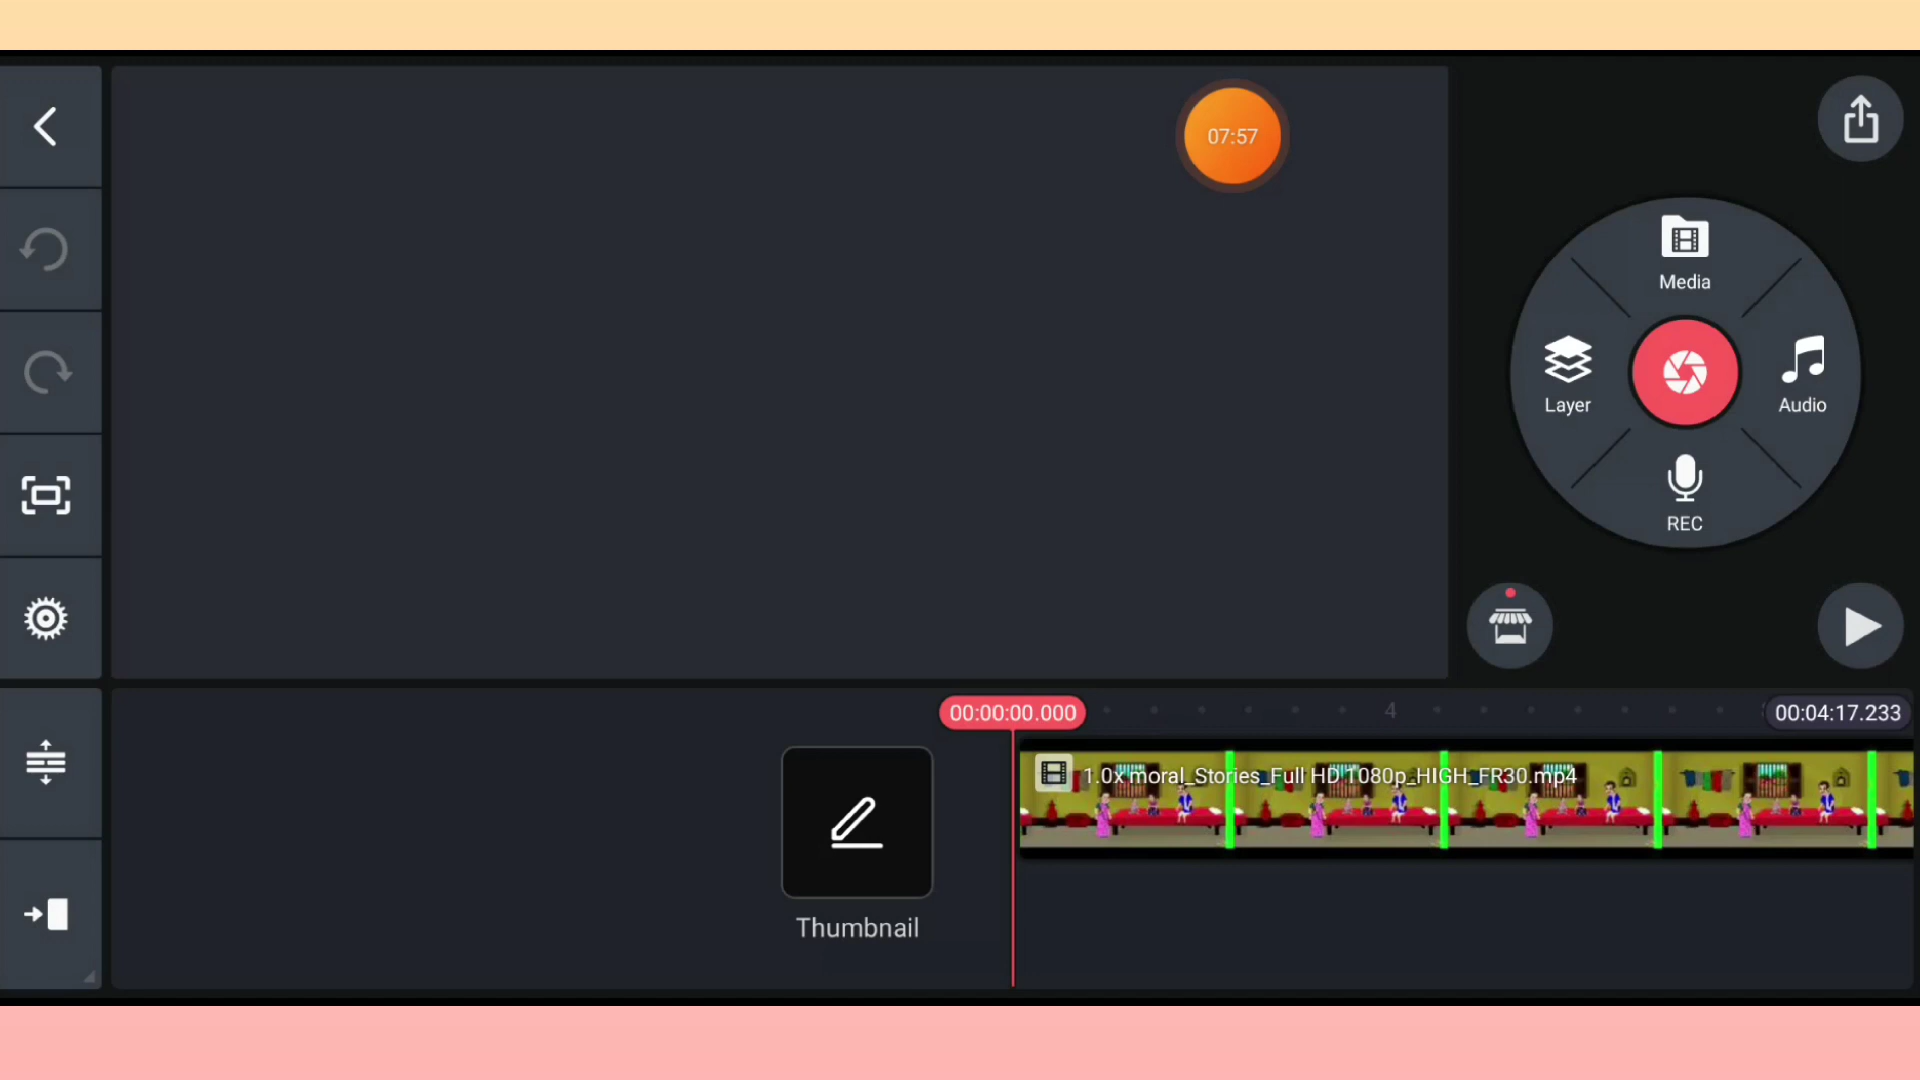 07:57
Media
Layer
Audio
REC
00:00:00.000
4
00:04:17.233
1.0x moral_Stories_Full HD 1080p_HIGH_FR30.mp4
Thumbnail